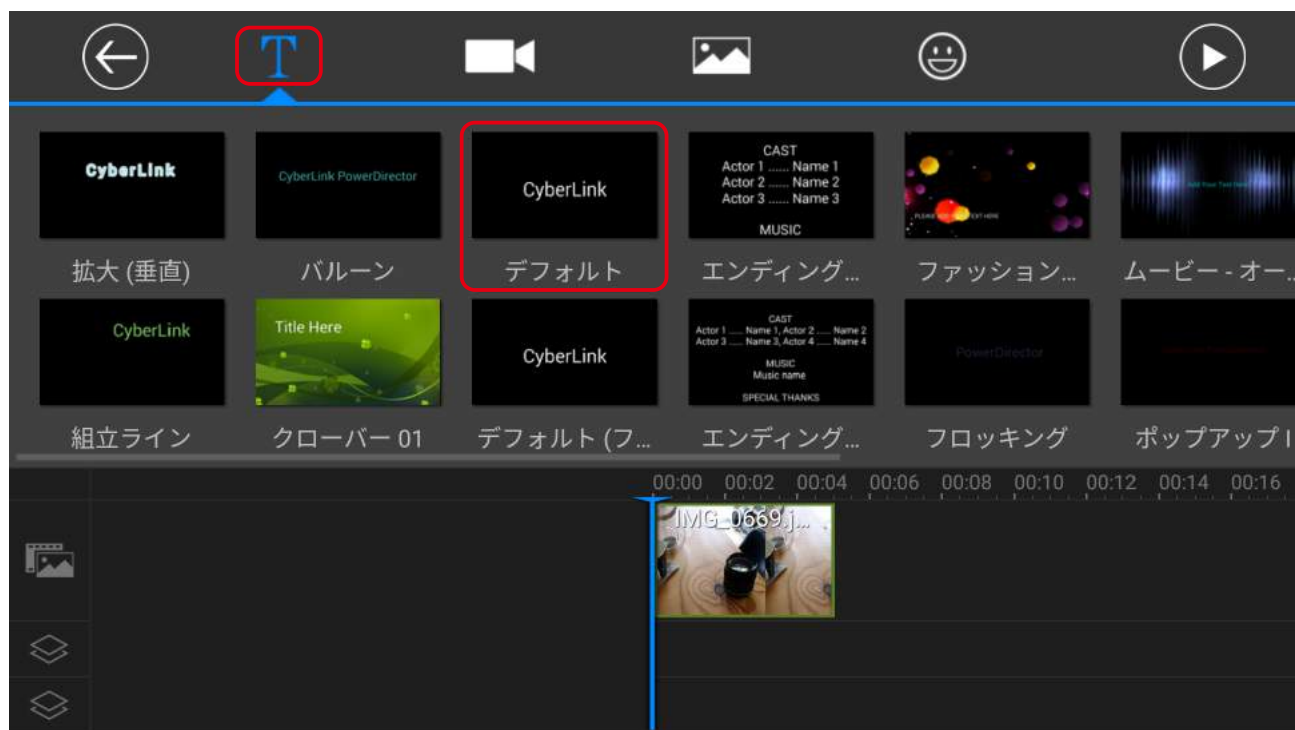 T
CyberLink
CyberLink PowerDirector
CyberLink
CAST
Actor 1 ...... Name 1
Actor 2 ...... Name 2
Actor 3 ...... Name 3
MUSIC
Add Your Text Here
拡大 (垂直)
バルーン
デフォルト
エンディング...
ファッション...
ムービー - オー...
CyberLink
Title Here
CyberLink
CAST
Actor 1 ...... Name 1, Actor 2 ...... Name 2
Actor 3 ...... Name 3, Actor 4 ...... Name 4
MUSIC
Music name
SPECIAL THANKS
PowerDirector
組立ライン
クローバー 01
デフォルト (フ...
エンディング...
フロッキング
ポップアップ I
00:00 00:02 00:04 00:06 00:08 00:10 00:12 00:14 00:16
IMG_0669.j...